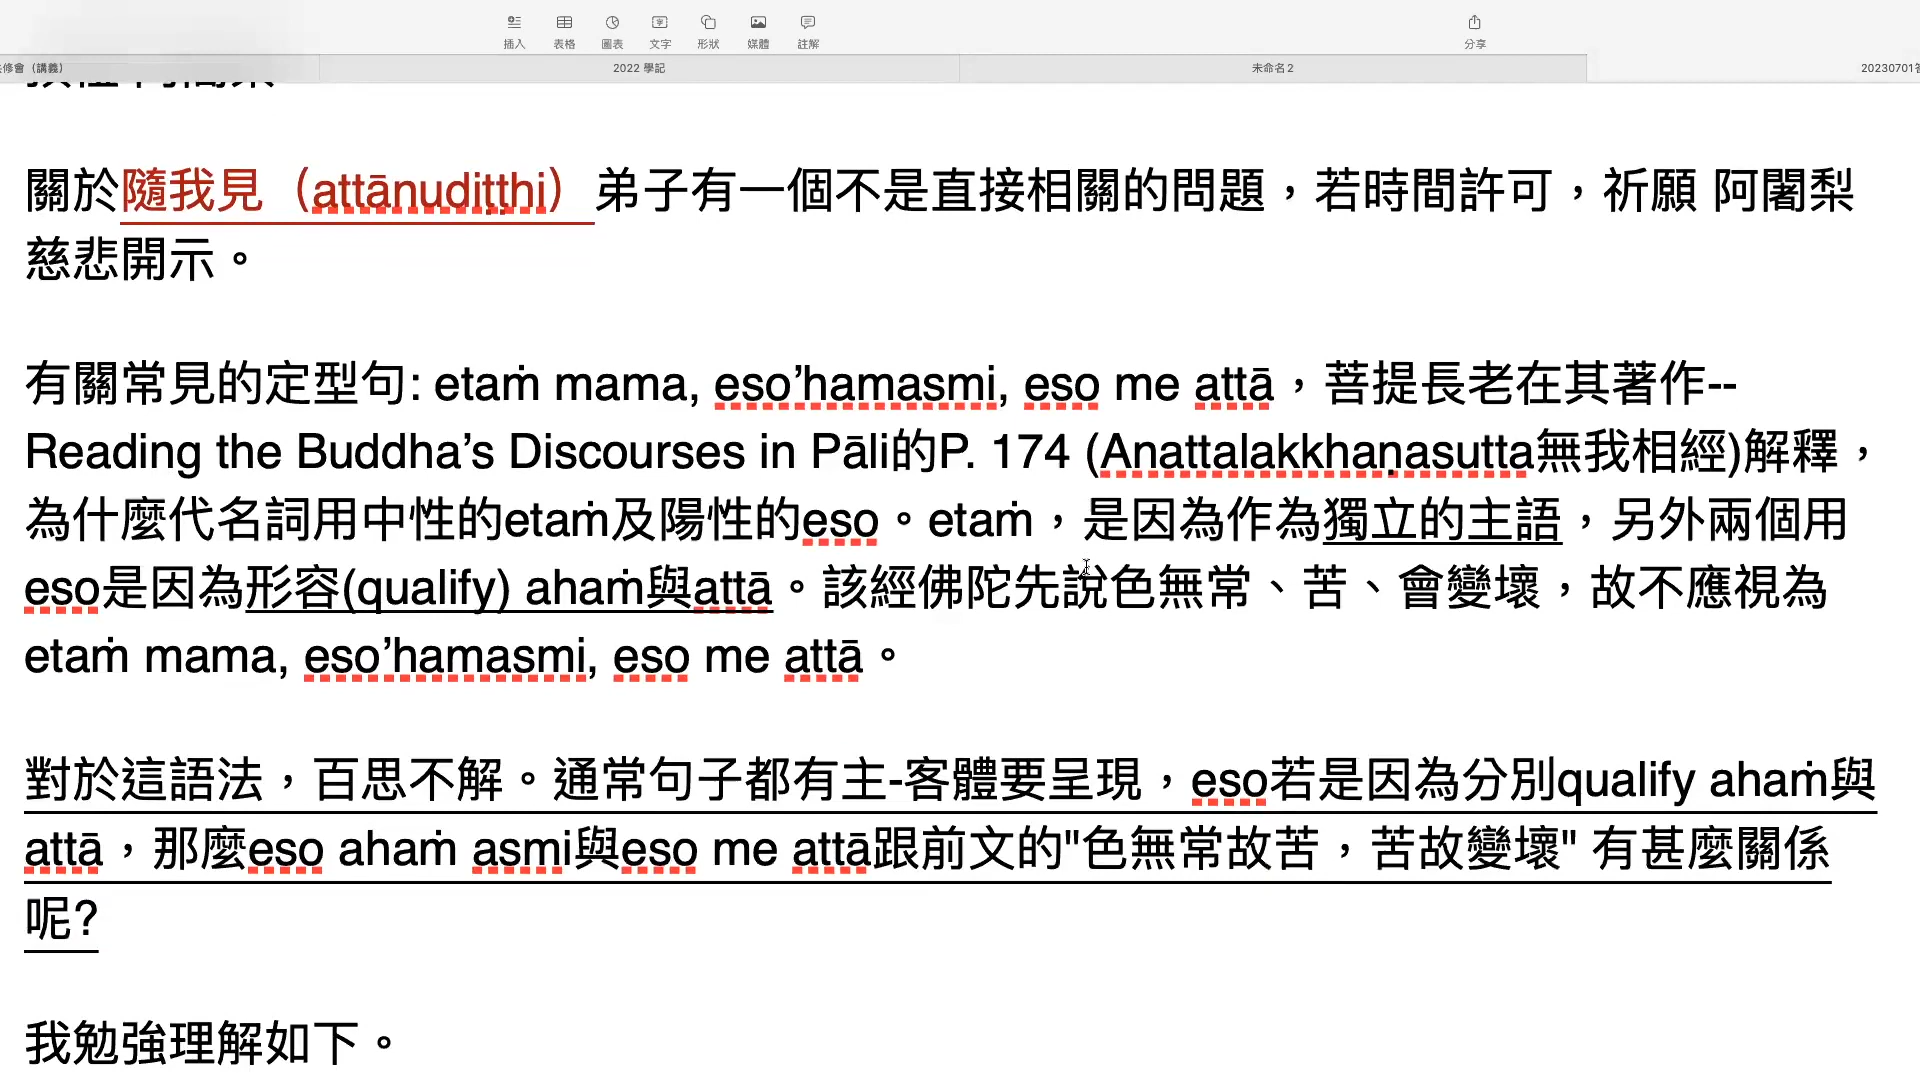 插入 表格 圖表 文字 形狀 媒體 註解 分享
修會（講義） 2022 學記 未命名 2 20230701
關於隨我見（attānudiṭṭhi）弟子有一個不是直接相關的問題，若時間許可，祈願 阿闍梨
慈悲開示。
有關常見的定型句: etaṁ mama, eso’hamasmi, eso me attā，菩提長老在其著作--
Reading the Buddha’s Discourses in Pāli的P. 174 (Anattalakkhaṇasutta無我相經)解釋，
為什麼代名詞用中性的etaṁ及陽性的eso。etaṁ，是因為作為獨立的主語，另外兩個用
eso是因為形容(qualify) ahaṁ與attā。該經佛陀先說色無常、苦、會變壞，故不應視為
etaṁ mama, eso’hamasmi, eso me attā。
對於這語法，百思不解。通常句子都有主-客體要呈現，eso若是因為分別qualify ahaṁ與
attā，那麼eso ahaṁ asmi與eso me attā跟前文的"色無常故苦，苦故變壞" 有甚麼關係
呢?
我勉強理解如下。